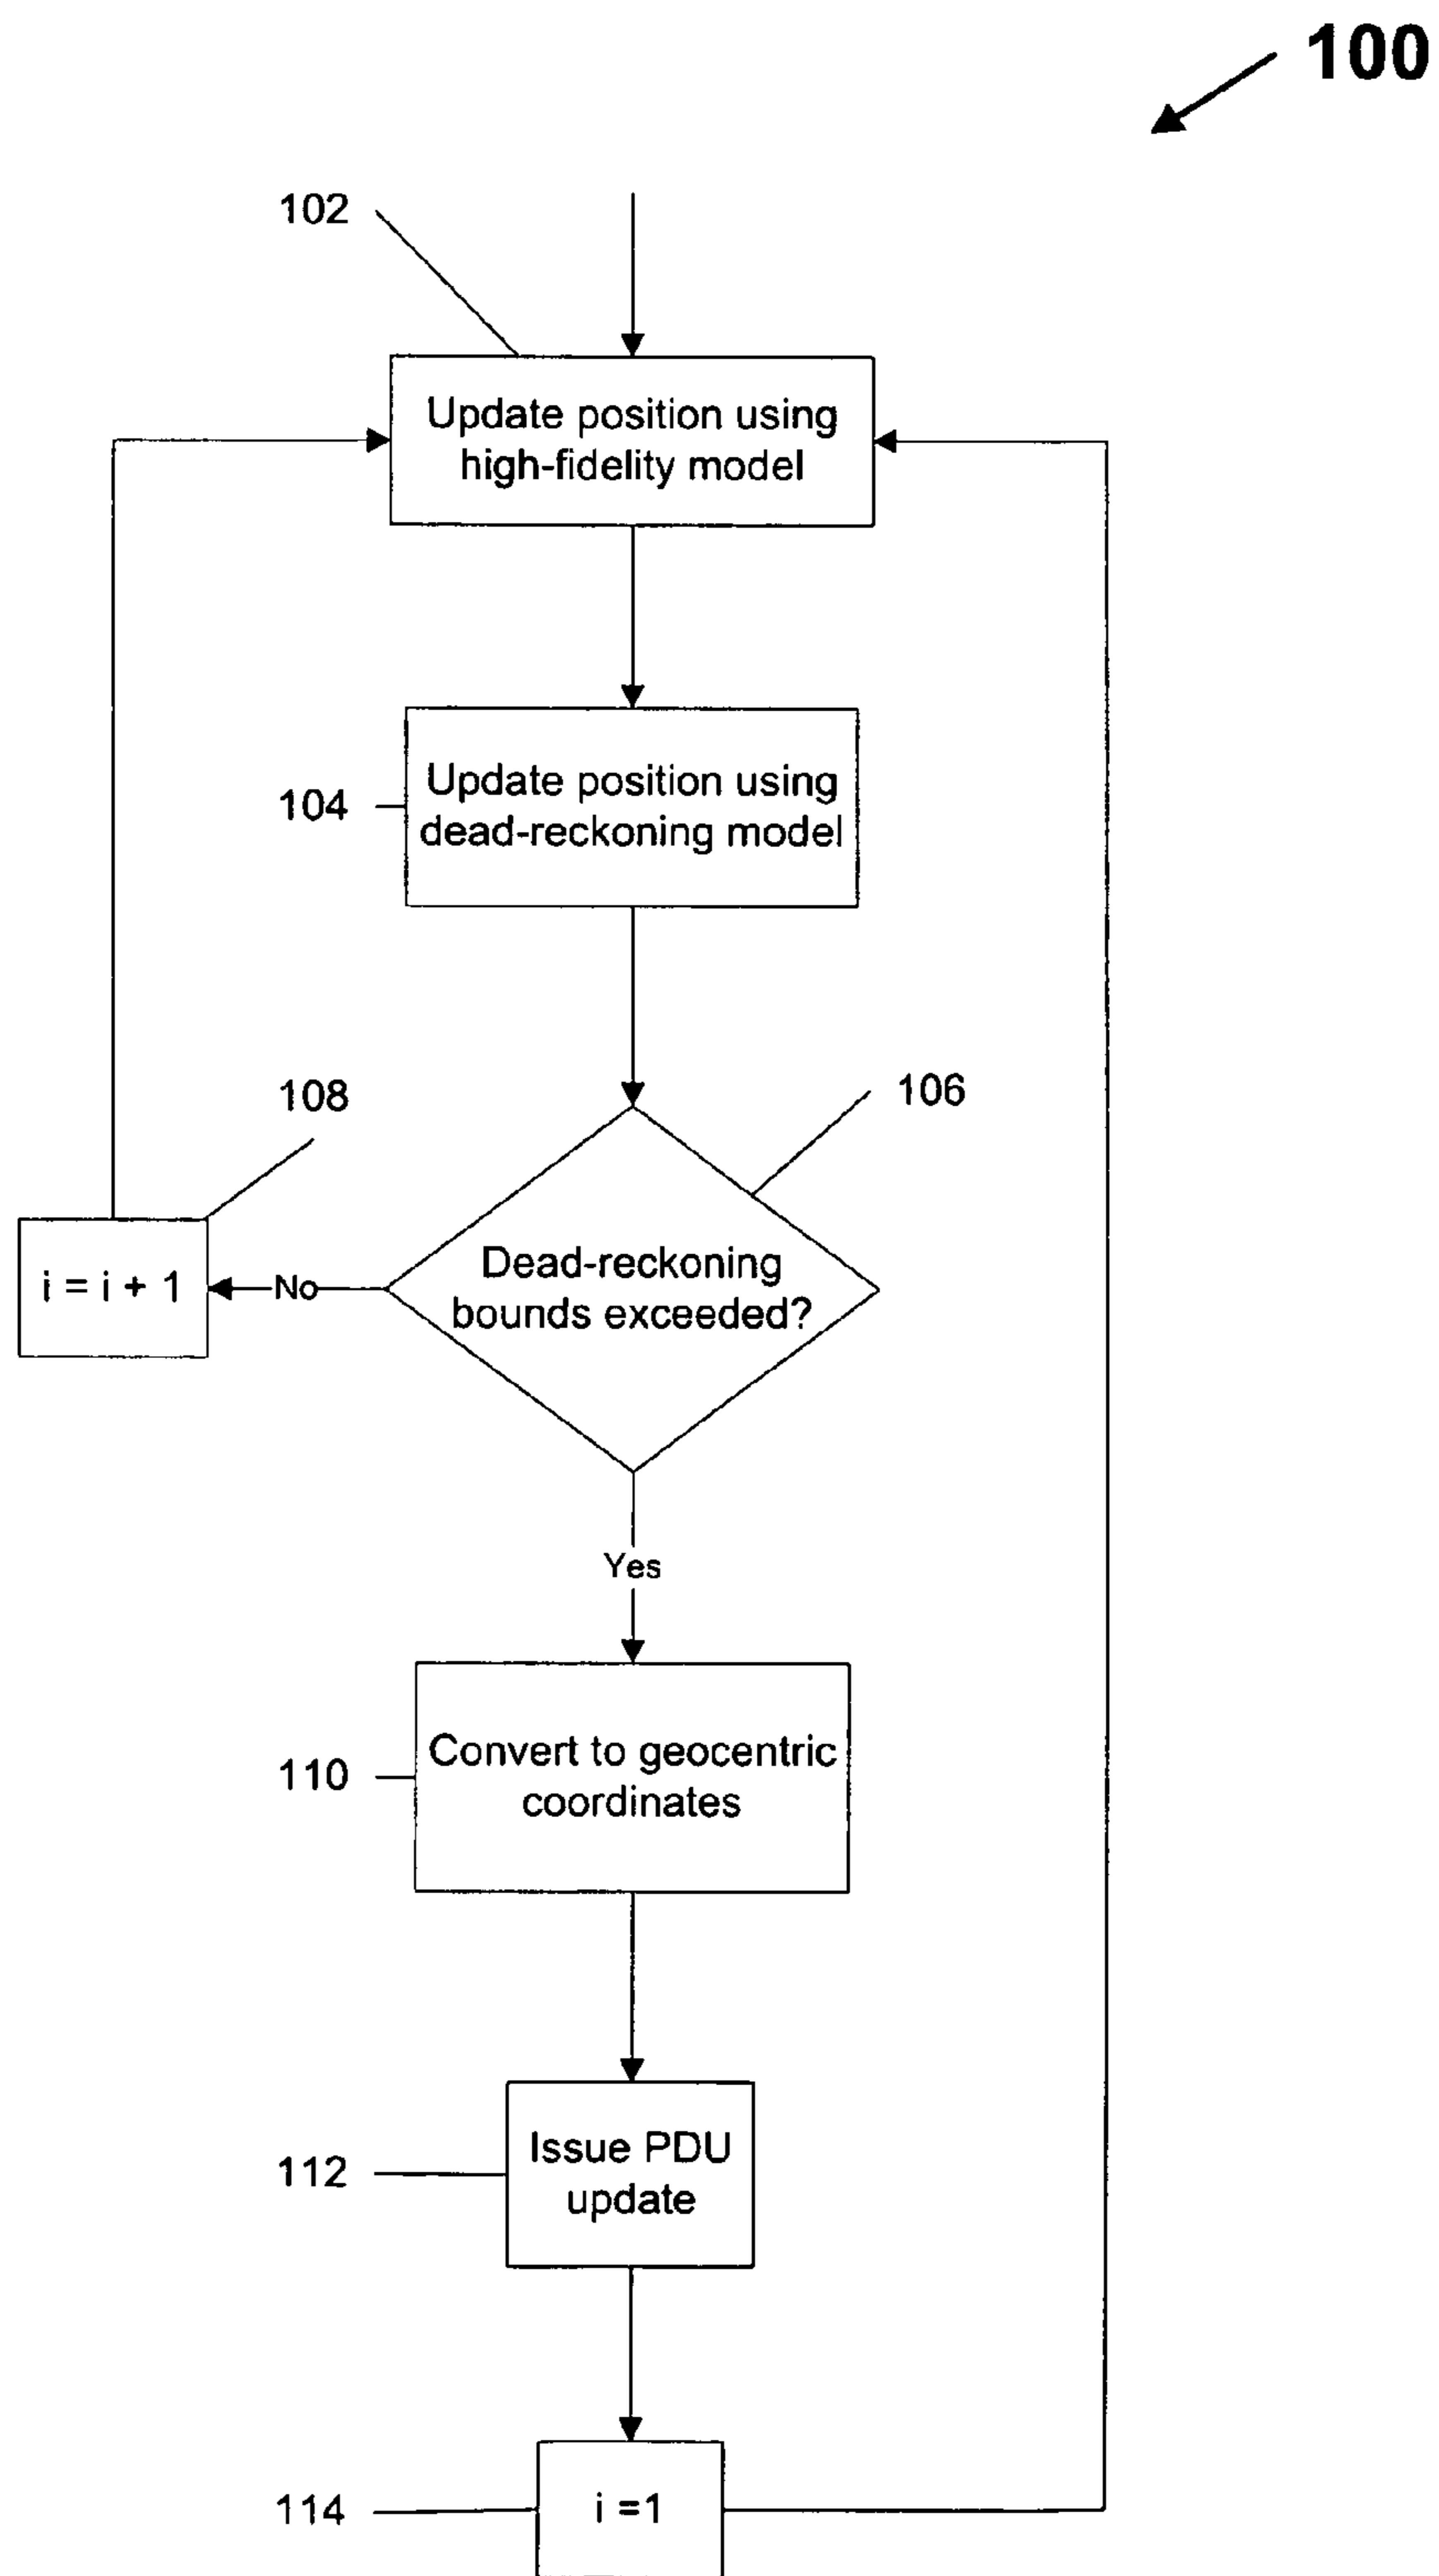 100
102
Update position using
high-fidelity model
104
Update position using
dead-reckoning model
106
108
Dead-reckoning
bounds exceeded?
No
i = i + 1
Yes
110
Convert to geocentric
coordinates
112
Issue PDU
update
114
i =1